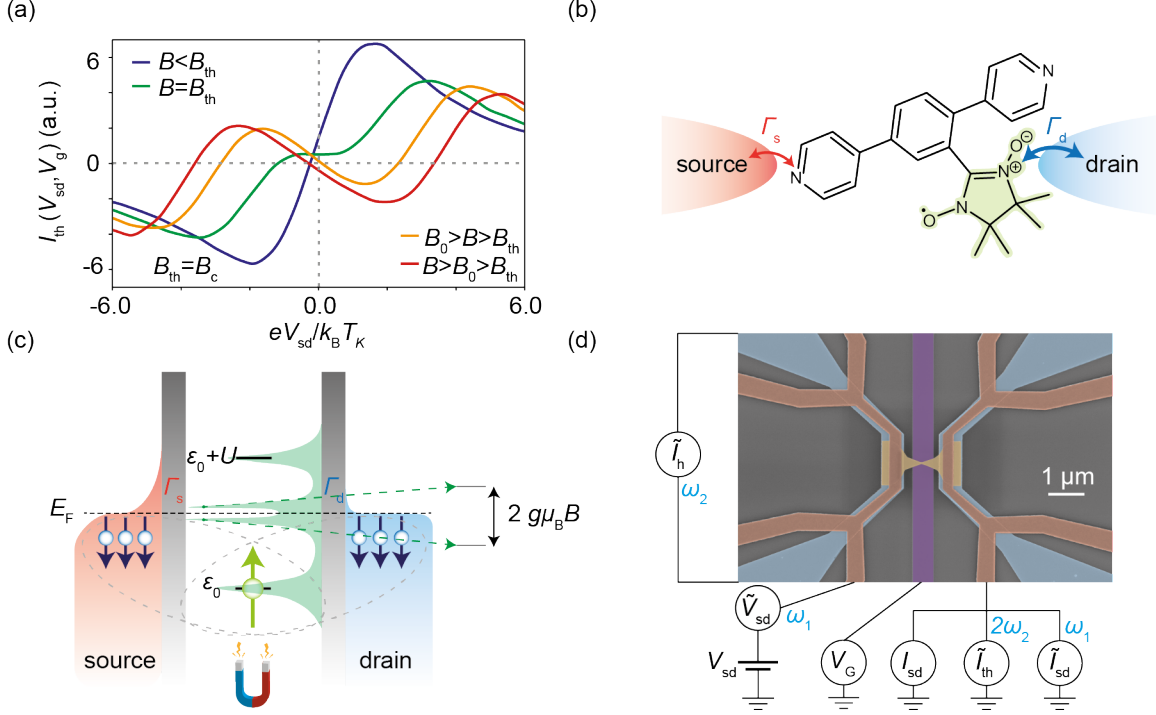 (a)
6
0
-6
I_th (V_sd, V_g) (a.u.)
B<B_th
B=B_th
B_0>B>B_th
B>B_0>B_th
B_th=B_c
-6.0
0.0
6.0
eV_sd/k_BT_K
(b)
source
Γ_s
N
N
Γ_d
drain
O⊖
N⊕
N
·O
(c)
ε_0+U
Γ_s
Γ_d
E_F
2 gμ_BB
ε_0
source
drain
(d)
Ĩ_h
ω_2
1 μm
Ṽ_sd
ω_1
V_sd
V_G
I_sd
2ω_2
Ĩ_th
ω_1
Ĩ_sd